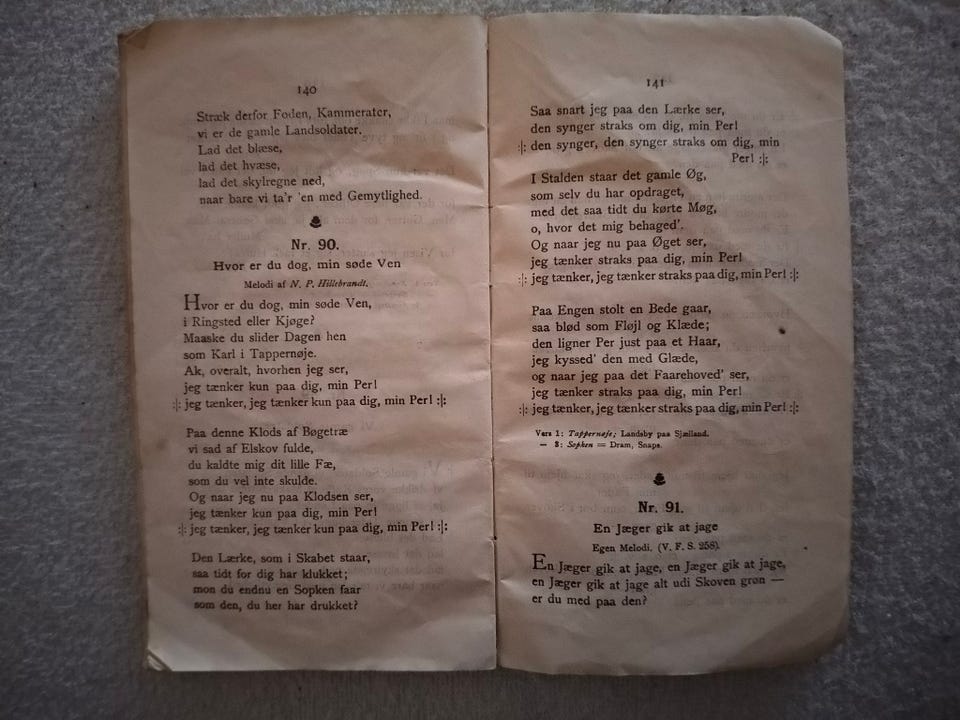 140
Stræk derfor Foden, Kammerater,
vi er de gamle Landsoldater.
Lad det blæse,
lad det hvæse,
lad det skylregne ned,
naar bare vi ta'r 'en med Gemytlighed.
Nr. 90.
Hvor er du dog, min søde Ven
Melodi af N. P. Hillebrandt.
Hvor er du dog, min søde Ven,
i Ringsted eller Kjøge?
Maaske du slider Dagen hen
som Karl i Tappernøje.
Ak, overalt, hvorhen jeg ser,
jeg tænker kun paa dig, min Per!
:|: jeg tænker, jeg tænker kun paa dig, min Per! :|:
Paa denne Klods af Bøgetræ
vi sad af Elskov fulde,
du kaldte mig dit lille Fæ,
som du vel inte skulde.
Og naar jeg nu paa Klodsen ser,
jeg tænker kun paa dig, min Per!
:|: jeg tænker, jeg tænker kun paa dig, min Per! :|:
Den Lærke, som i Skabet staar,
saa tidt for dig har klukket;
mon du endnu en Sopken faar
som den, du her har drukket?
141
Saa snart jeg paa den Lærke ser,
den synger straks om dig, min Per!
:|: den synger, den synger straks om dig, min
Per! :|:
I Stalden staar det gamle Øg,
som selv du har opdraget,
med det saa tidt du kørte Møg,
o, hvor det mig behaged'.
Og naar jeg nu paa Øget ser,
jeg tænker straks paa dig, min Per!
:|: jeg tænker, jeg tænker straks paa dig, min Per! :|:
Paa Engen stolt en Bede gaar,
saa blød som Fløjl og Klæde;
den ligner Per just paa et Haar,
jeg kyssed' den med Glæde,
og naar jeg paa det Faarehoved' ser,
jeg tænker straks paa dig, min Per!
:|: jeg tænker, jeg tænker straks paa dig, min Per! :|:
Vers 1: Tappernøje; Landsby paa Sjælland.
— 3: Sopken = Dram, Snaps.
Nr. 91.
En Jæger gik at jage
Egen Melodi. (V. F. S. 258).
En Jæger gik at jage, en Jæger gik at jage,
en Jæger gik at jage alt udi Skoven grøn —
er du med paa den?